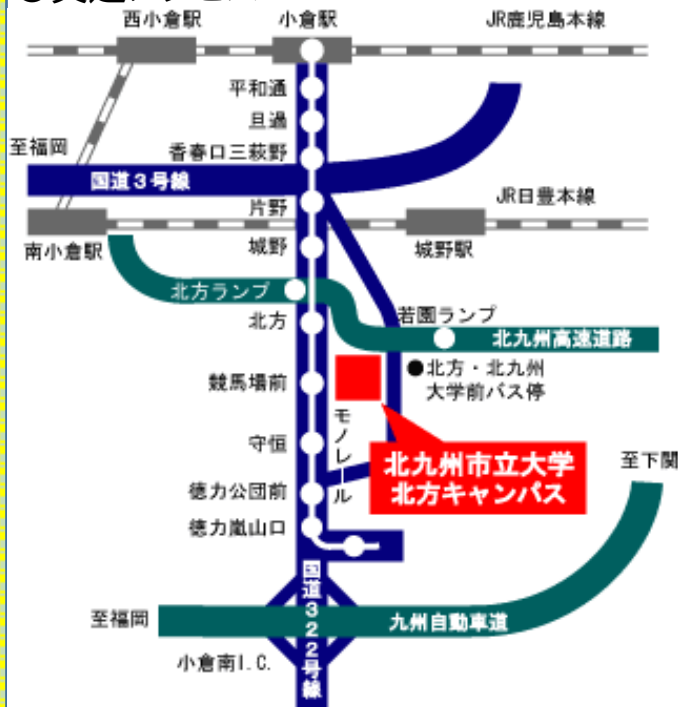 西小倉駅
小倉駅
JR鹿児島本線
平和通
旦過
至福岡
香春口三萩野
国道3号線
片野
JR日豊本線
南小倉駅
城野
城野駅
北方ランプ
北方
若園ランプ
北九州高速道路
競馬場前
●北方・北九州
大学前バス停
モノレール
守恒
北九州市立大学
北方キャンパス
至下関
徳力公団前
徳力嵐山口
国道322号線
至福岡
九州自動車道
小倉南I.C.